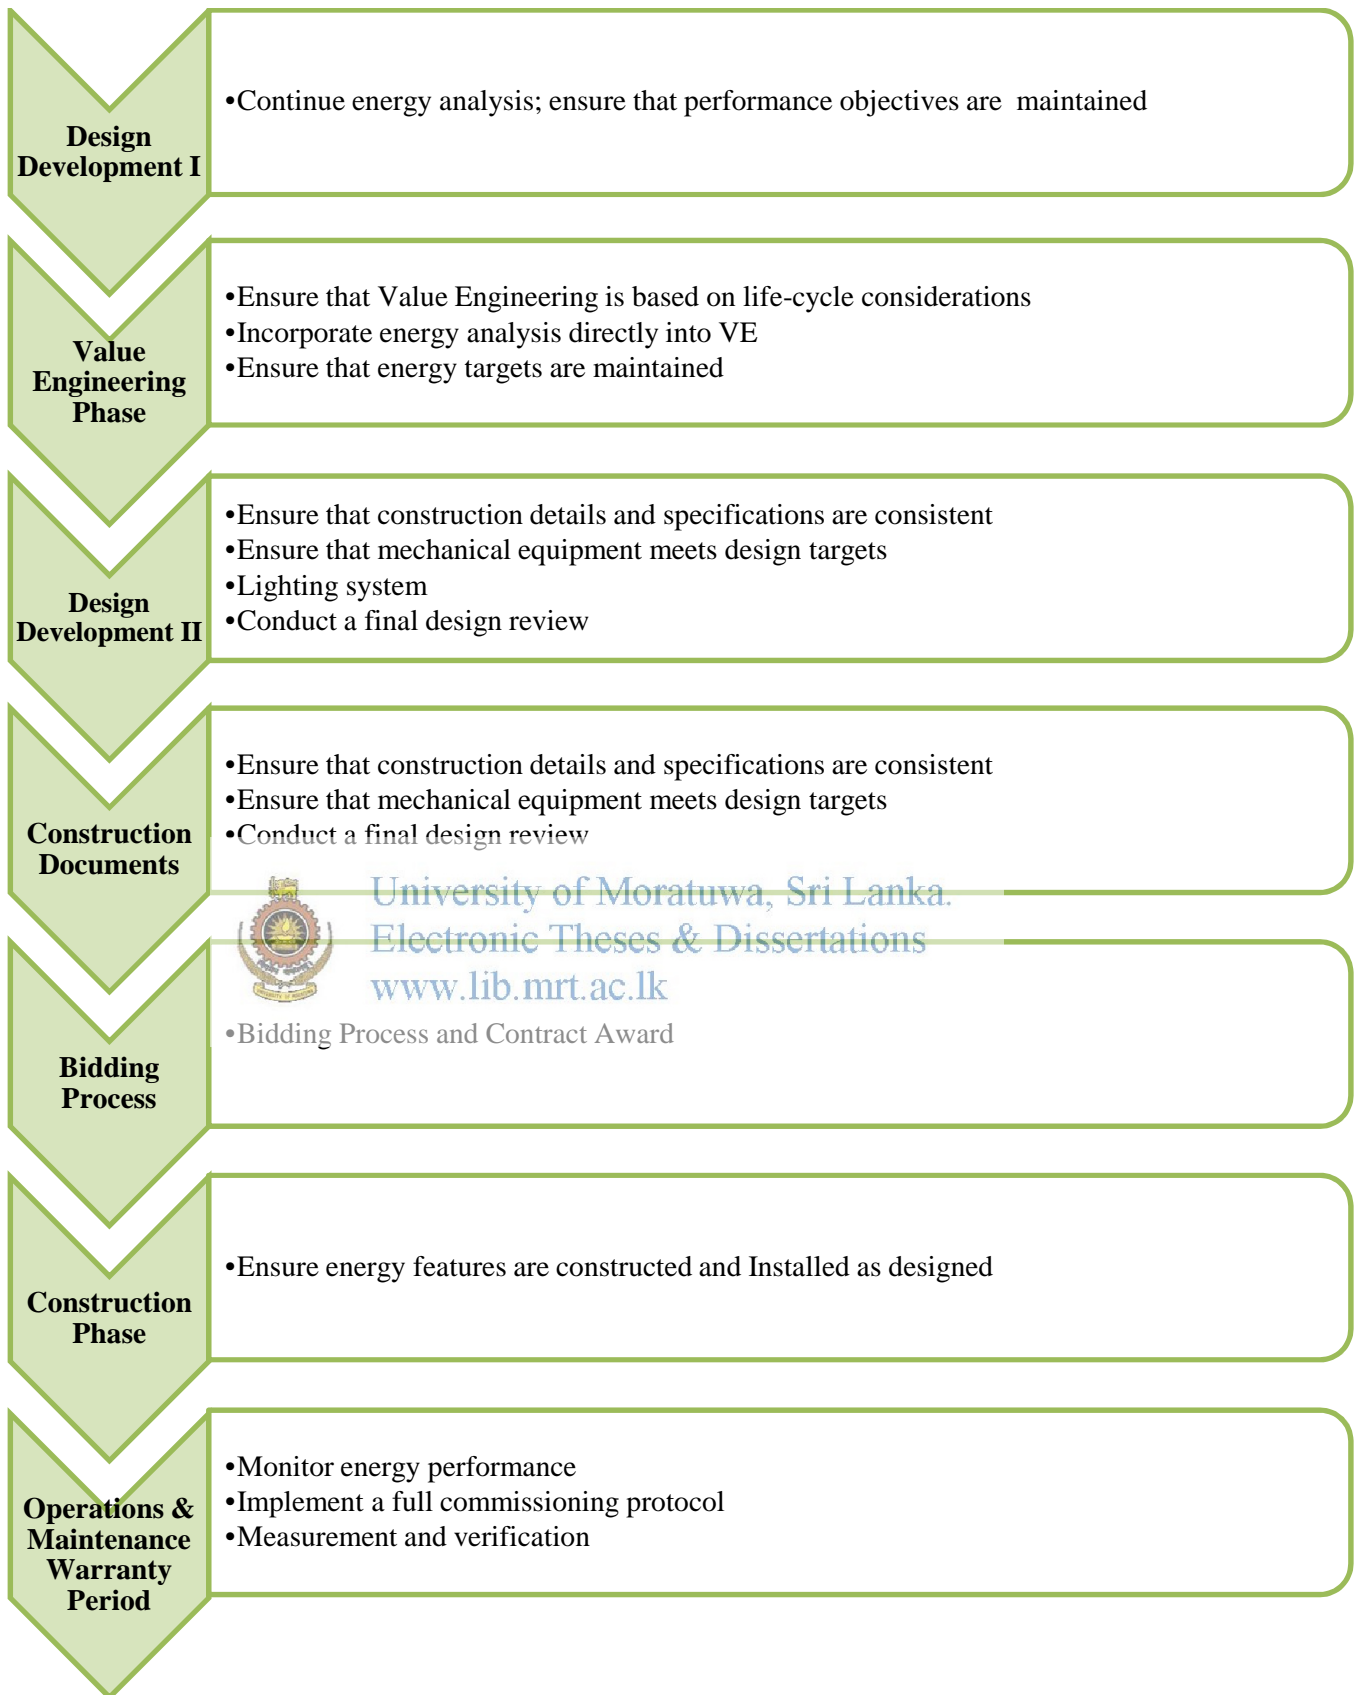 Design
Development I
•Continue energy analysis; ensure that performance objectives are maintained
Value
Engineering
Phase
•Ensure that Value Engineering is based on life-cycle considerations
•Incorporate energy analysis directly into VE
•Ensure that energy targets are maintained
Design
Development II
•Ensure that construction details and specifications are consistent
•Ensure that mechanical equipment meets design targets
•Lighting system
•Conduct a final design review
Construction
Documents
•Ensure that construction details and specifications are consistent
•Ensure that mechanical equipment meets design targets
•Conduct a final design review
University of Moratuwa, Sri Lanka.
Electronic Theses & Dissertations
www.lib.mrt.ac.lk
Bidding
Process
•Bidding Process and Contract Award
Construction
Phase
•Ensure energy features are constructed and Installed as designed
Operations &
Maintenance
Warranty
Period
•Monitor energy performance
•Implement a full commissioning protocol
•Measurement and verification